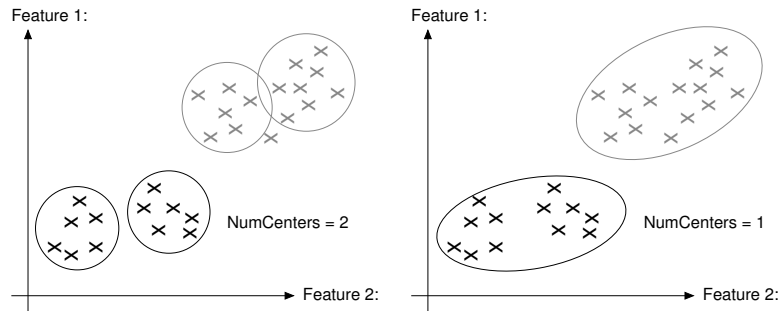 Feature 1:
NumCenters = 2
Feature 2:
Feature 1:
NumCenters = 1
Feature 2: